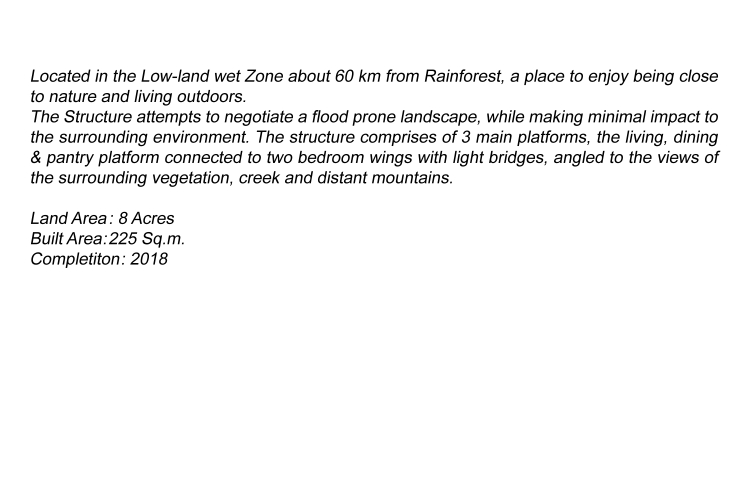 Located in the Low-land wet Zone about 60 km from Rainforest, a place to enjoy being close
to nature and living outdoors.
The Structure attempts to negotiate a flood prone landscape, while making minimal impact to
the surrounding environment. The structure comprises of 3 main platforms, the living, dining
& pantry platform connected to two bedroom wings with light bridges, angled to the views of
the surrounding vegetation, creek and distant mountains.
Land Area : 8 Acres
Built Area:225 Sq.m.
Completiton : 2018